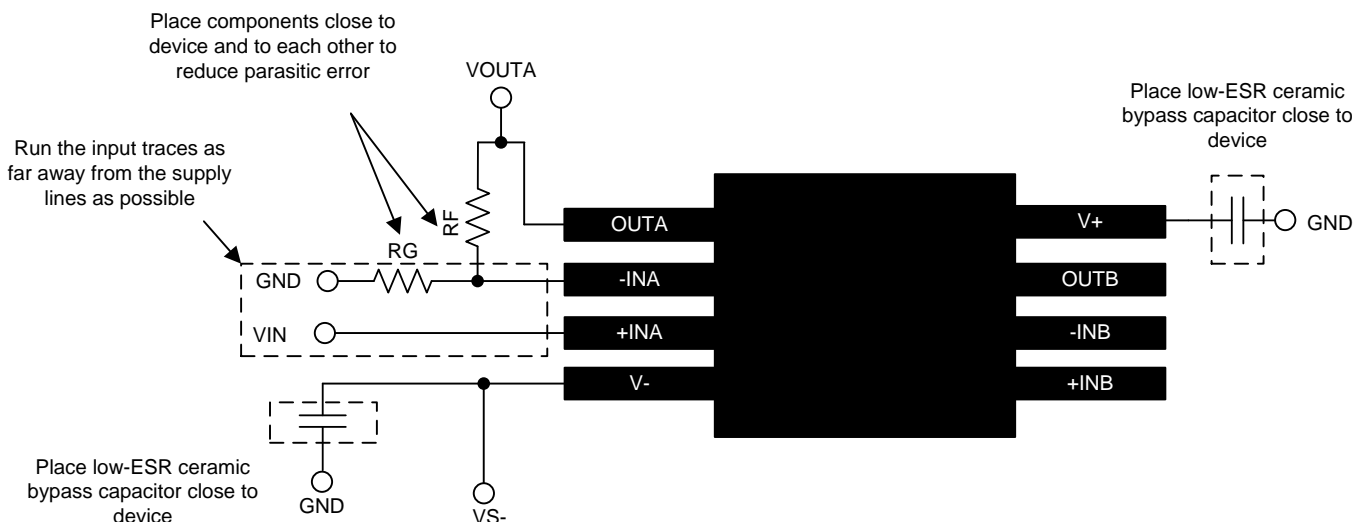 Place components close to
device and to each other to
reduce parasitic error
VOUTA
Place low-ESR ceramic
bypass capacitor close to
device
Run the input traces as
far away from the supply
lines as possible
RF
OUTA
V+
GND
RG
GND
-INA
OUTB
VIN
+INA
-INB
V-
+INB
Place low-ESR ceramic
bypass capacitor close to
device
GND
VS-